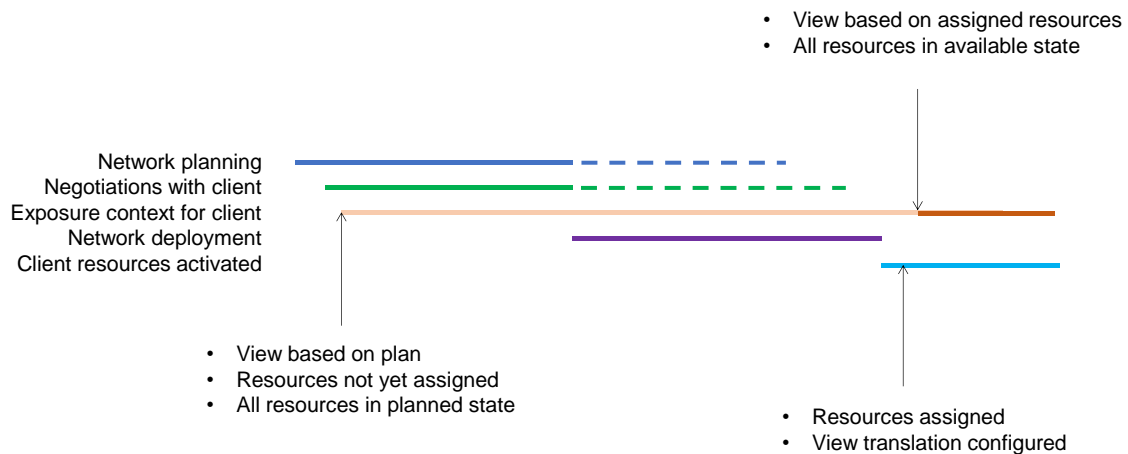 • View based on assigned resources
• All resources in available state
Network planning
Negotiations with client
Exposure context for client
Network deployment
Client resources activated
• View based on plan
• Resources not yet assigned
• All resources in planned state
• Resources assigned
• View translation configured